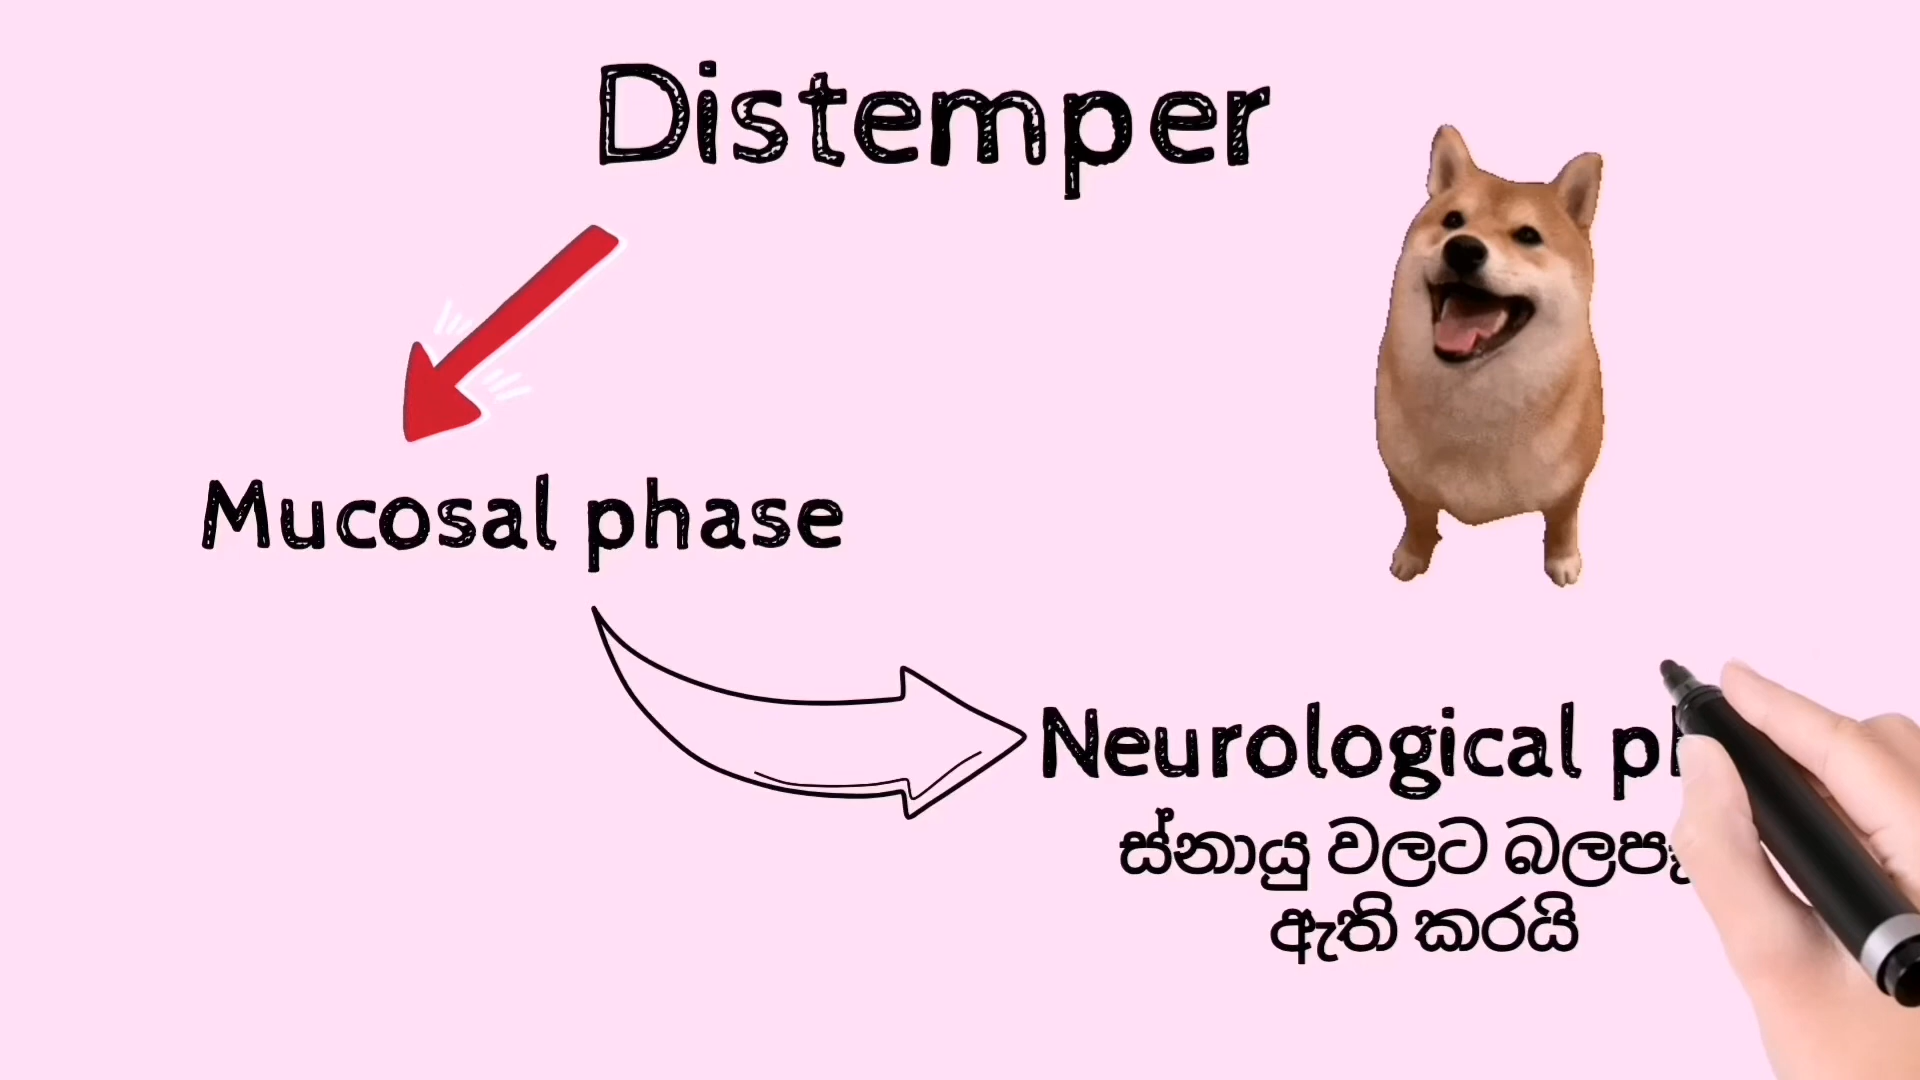 Distemper
Mucosal phase
Neurological
ස්නායු වලට
ඇති කරයි